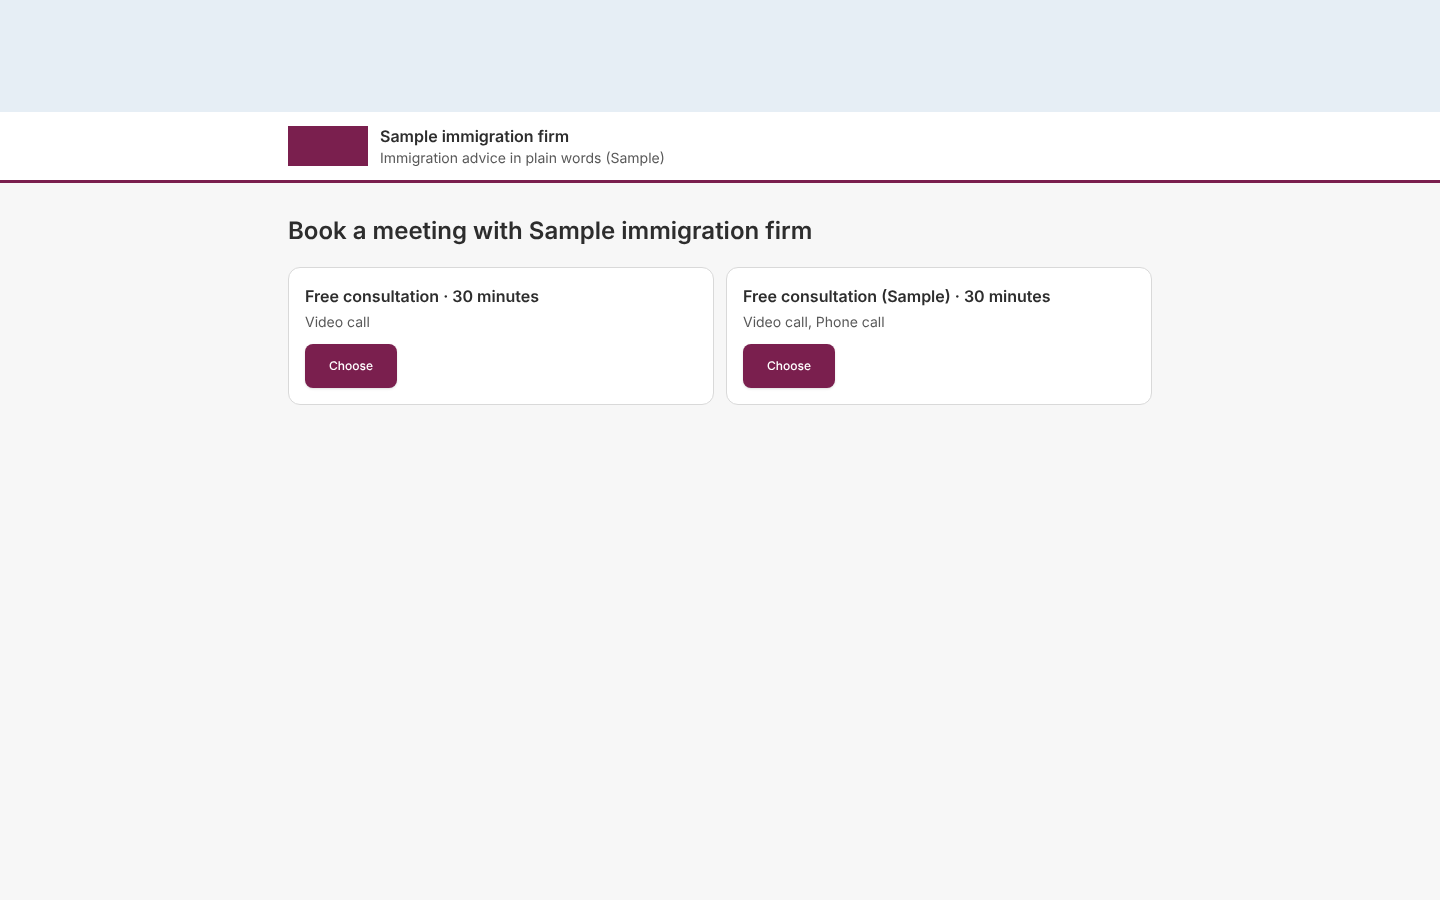 Sample immigration firm
Immigration advice in plain words (Sample)
Book a meeting with Sample immigration firm
Free consultation · 30 minutes
Video call
Choose
Free consultation (Sample) · 30 minutes
Video call, Phone call
Choose